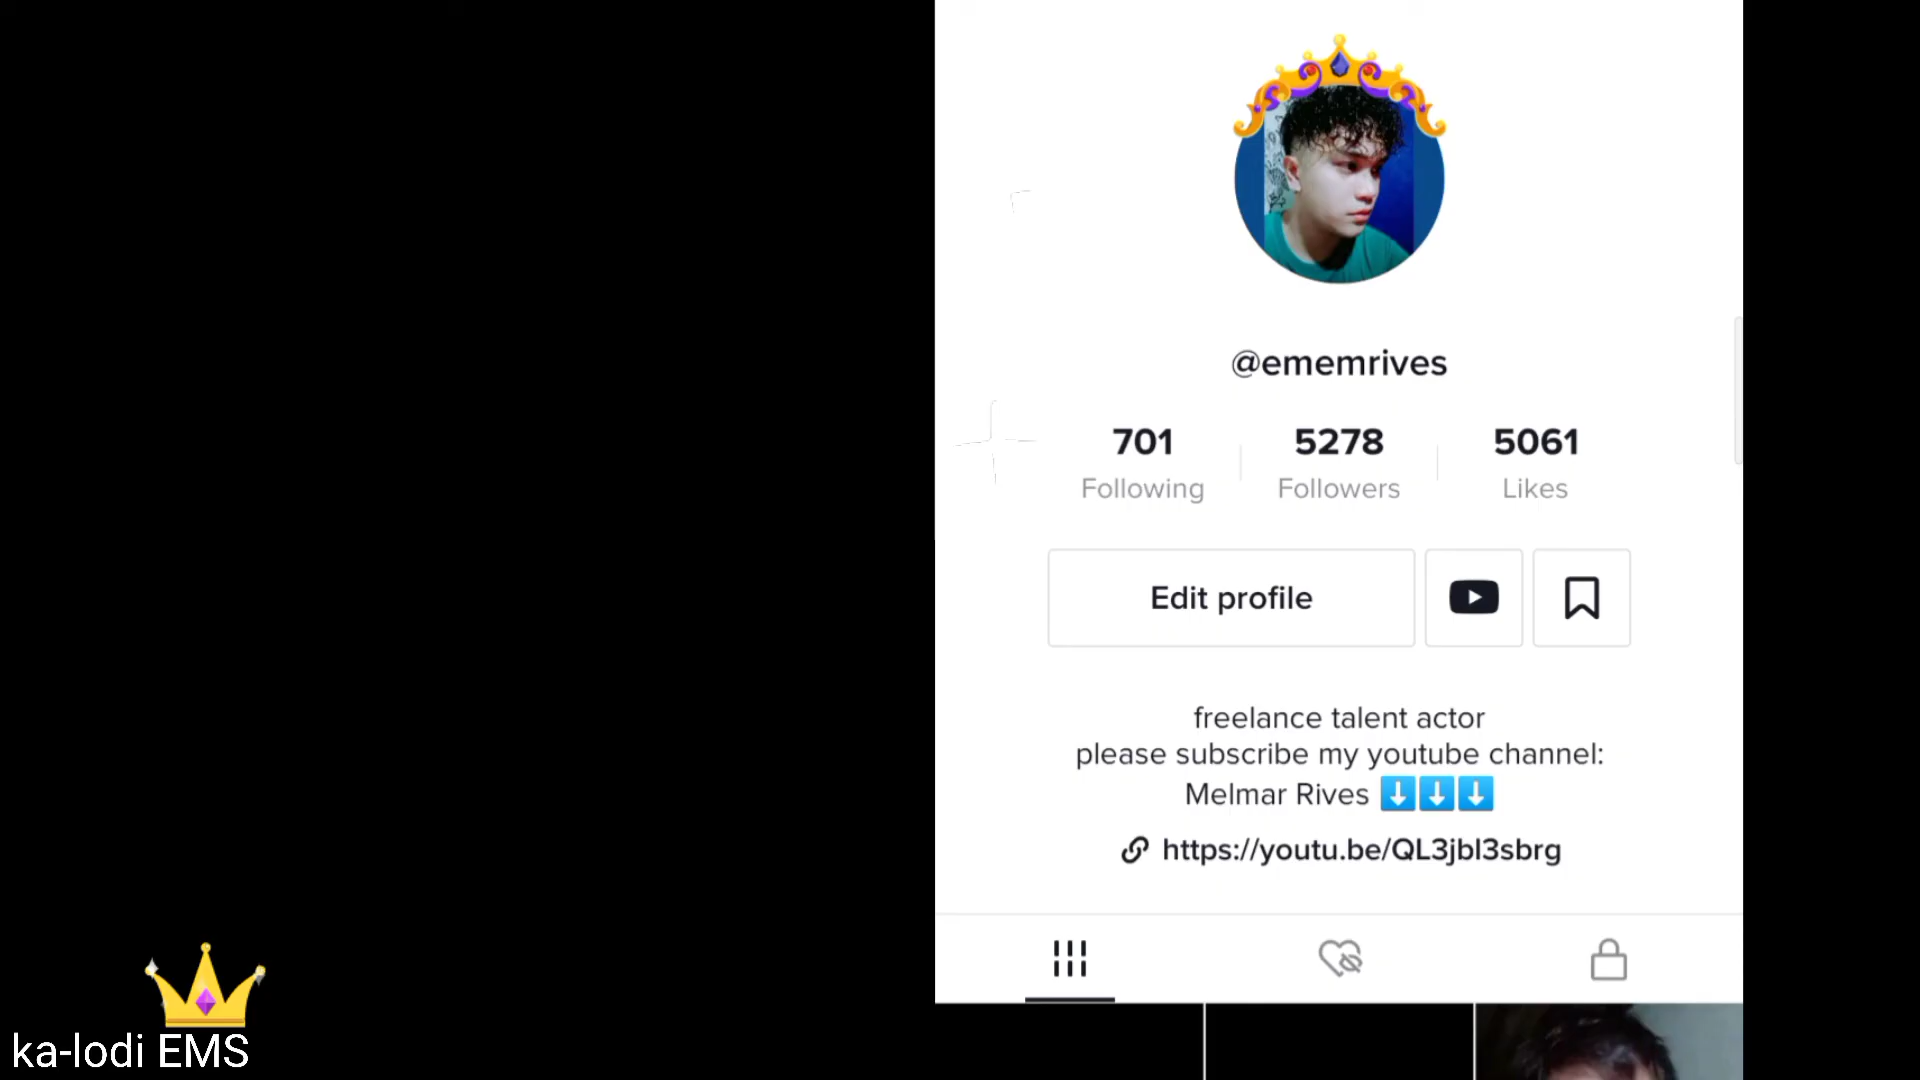 @ememrives
701 5278 5061
Following Followers Likes
Edit profile
freelance talent actor
please subscribe my youtube channel:
Melmar Rives ⬇️⬇️⬇️
https://youtu.be/QL3jbl3sbrg
ka-lodi EMS